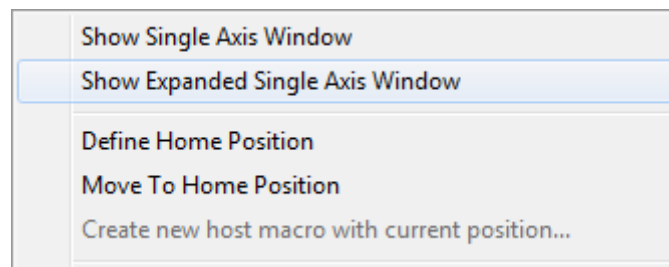 Show Single Axis Window
Show Expanded Single Axis Window
Define Home Position
Move To Home Position
Create new host macro with current position...